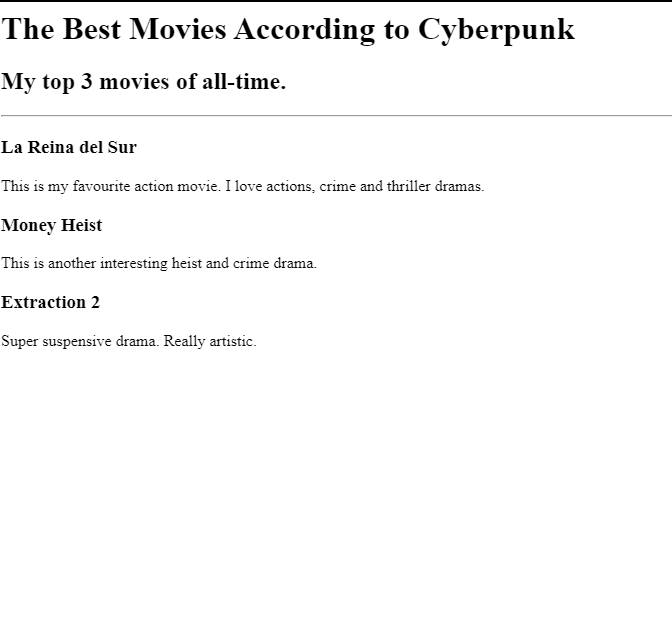 The Best Movies According to Cyberpunk
My top 3 movies of all-time.
La Reina del Sur
This is my favourite action movie. I love actions, crime and thriller dramas.
Money Heist
This is another interesting heist and crime drama.
Extraction 2
Super suspensive drama. Really artistic.